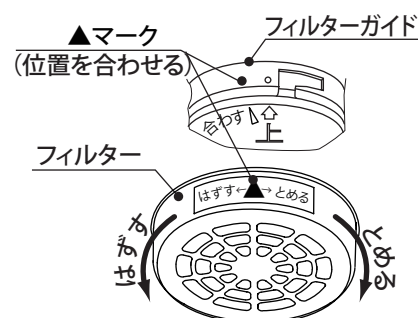 フィルターガイド
▲マーク
(位置を合わせる)
合わす
上
フィルター
はずす←▲→とめる
はずす
とめる